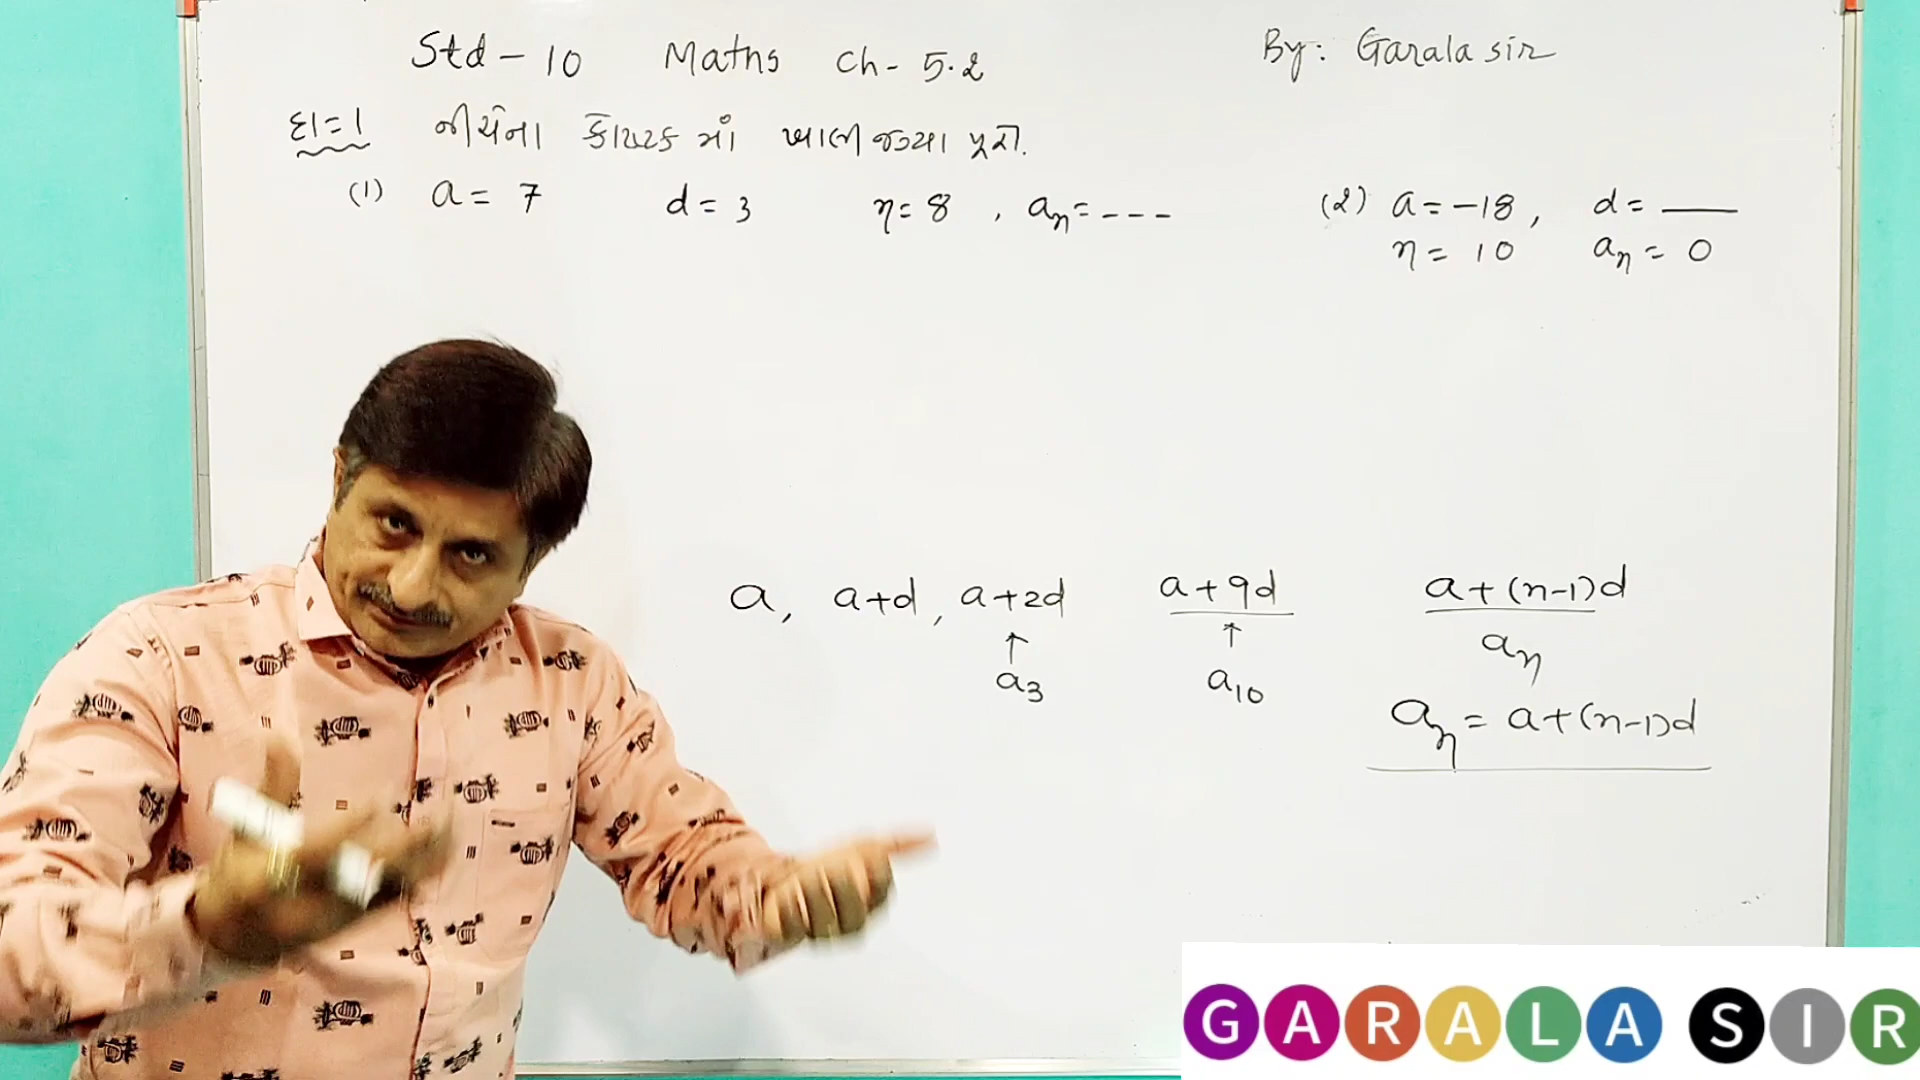 Std - 10 Maths Ch - 5.2 By: Garala sir
દા=1 નીચેના કોષ્ટક માં ખાલી જગ્યા પૂરો.
(1) a = 7 d = 3 n = 8 , an = --- (2) a = -18 , d = ___
n = 10 an = 0
a, a+d, a+2d a+9d a+(n-1)d
↑ ↑ an
a3 a10
an = a+(n-1)d
GARALA SIR